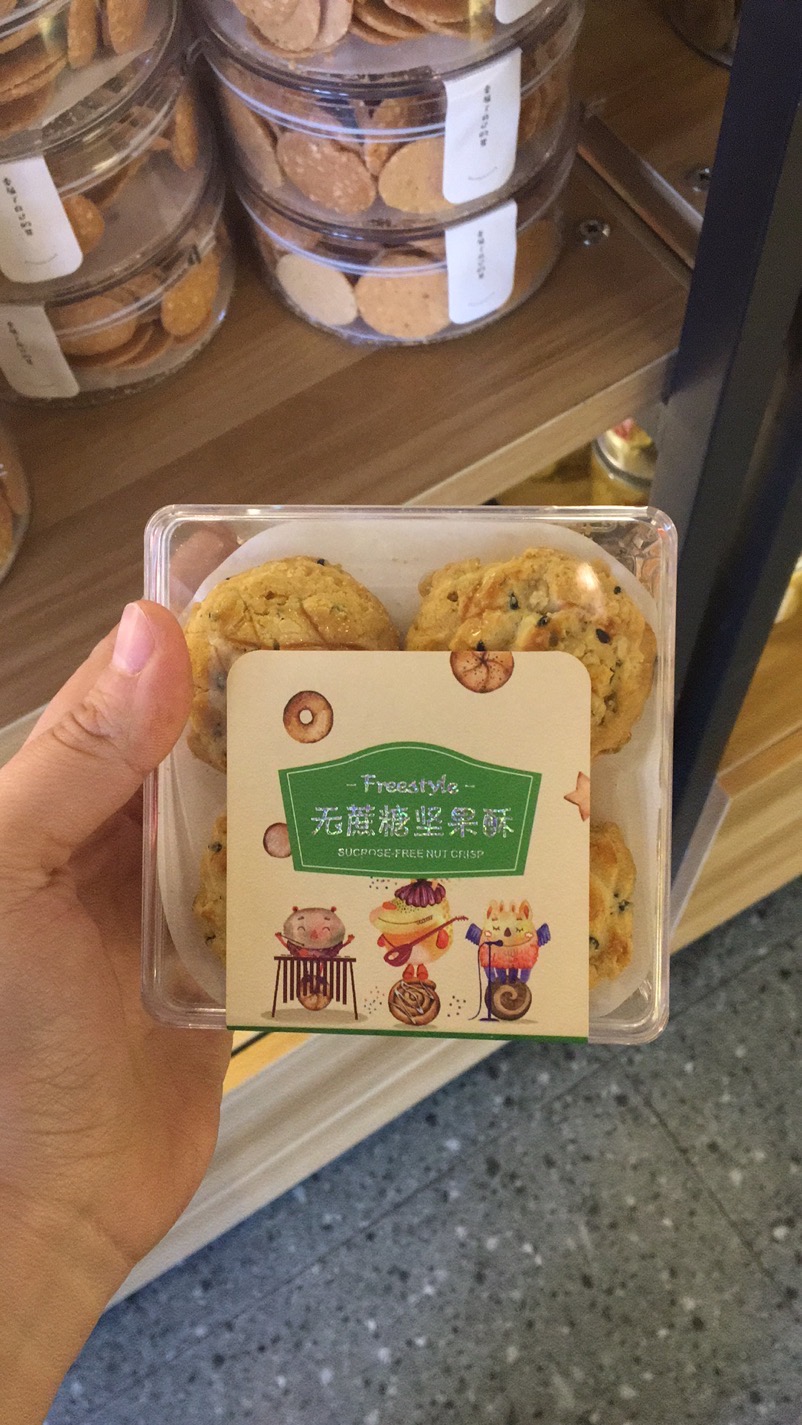 - Freestyle -
无蔗糖坚果酥
SUCROSE-FREE NUT CRISP